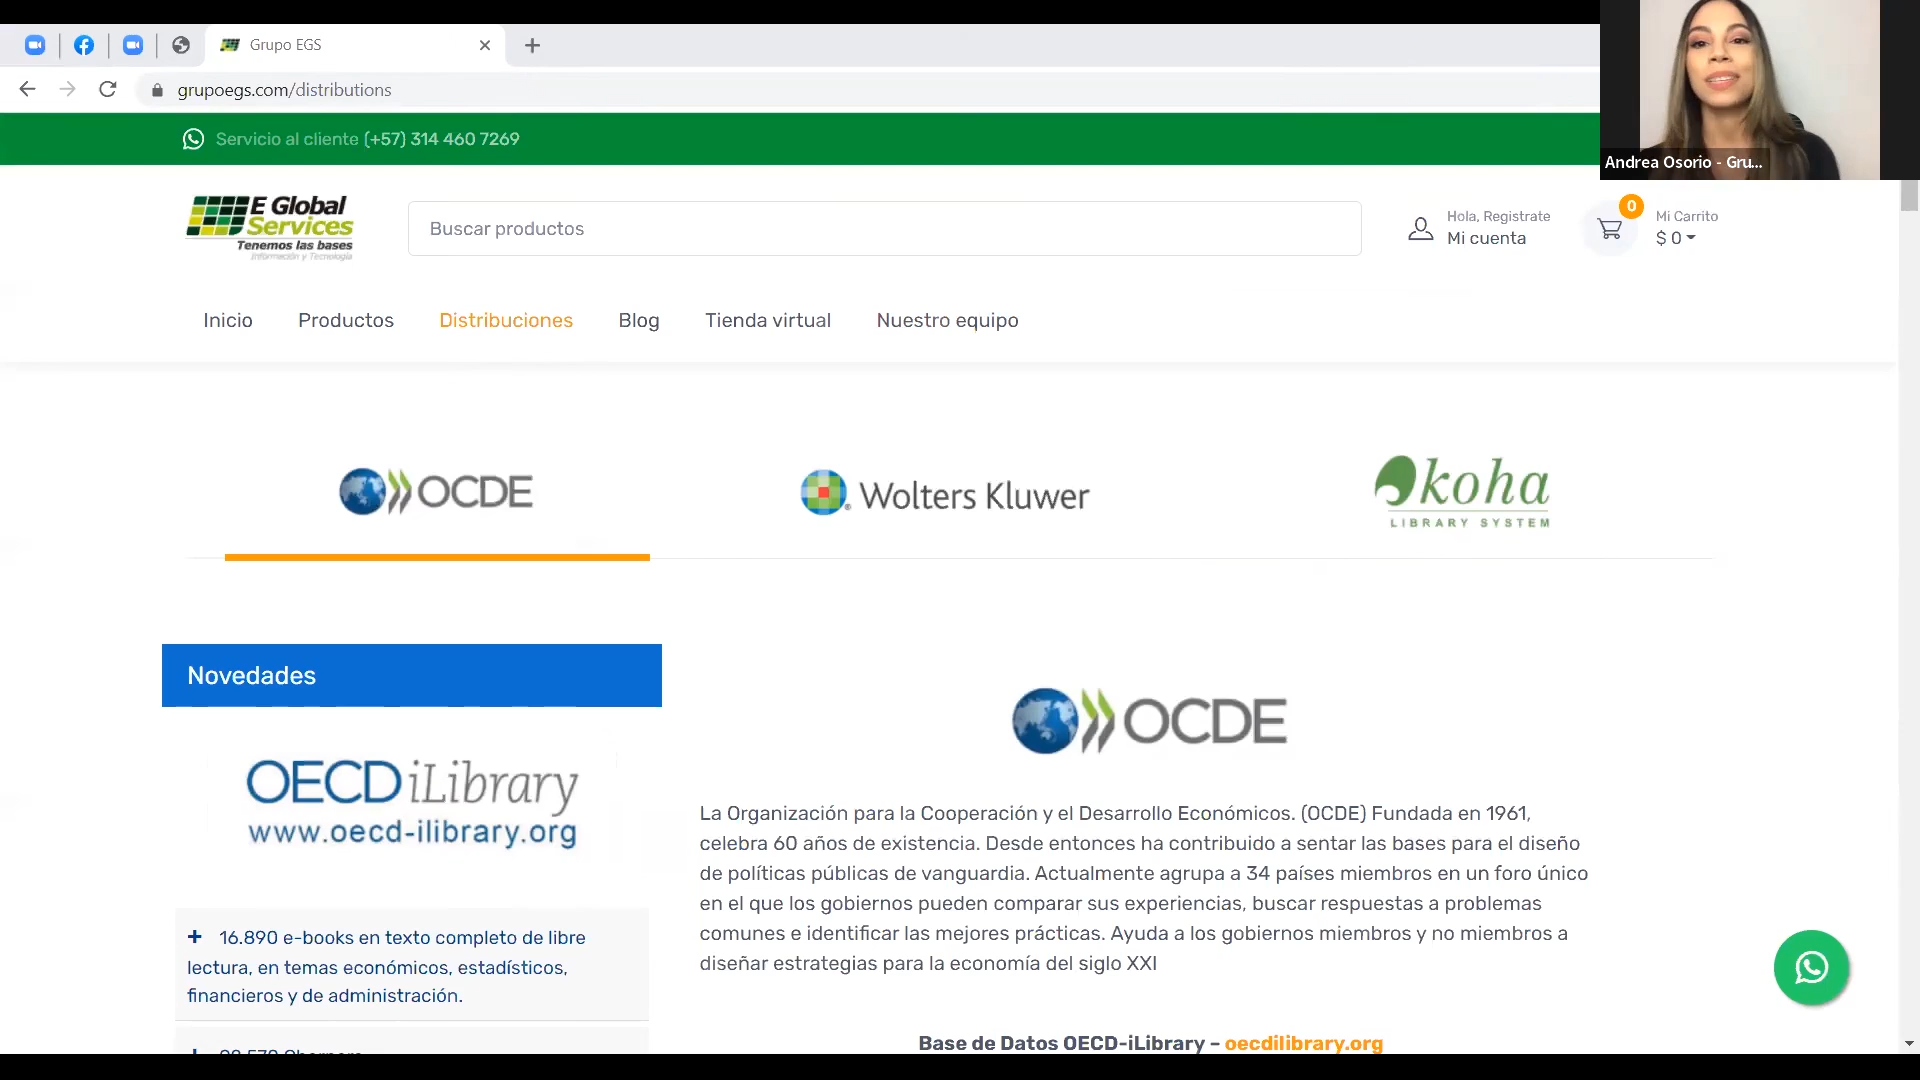 Grupo EGS
grupoegs.com/distributions
Servicio al cliente (+57) 314 460 7269
Andrea Osorio - Gru...
E Global
Services
Tenemos las bases
Información y Tecnología
Buscar productos
Hola, Registrate
Mi cuenta
0
Mi Carrito
$ 0
Inicio
Productos
Distribuciones
Blog
Tienda virtual
Nuestro equipo
OCDE
Wolters Kluwer
koha
LIBRARY SYSTEM
Novedades
OECD iLibrary
www.oecd-ilibrary.org
+ 16.890 e-books en texto completo de libre
lectura, en temas económicos, estadísticos,
financieros y de administración.
OCDE
La Organización para la Cooperación y el Desarrollo Económicos. (OCDE) Fundada en 1961,
celebra 60 años de existencia. Desde entonces ha contribuido a sentar las bases para el diseño
de políticas públicas de vanguardia. Actualmente agrupa a 34 países miembros en un foro único
en el que los gobiernos pueden comparar sus experiencias, buscar respuestas a problemas
comunes e identificar las mejores prácticas. Ayuda a los gobiernos miembros y no miembros a
diseñar estrategias para la economía del siglo XXI
Base de Datos OECD-iLibrary – oecdilibrary.org